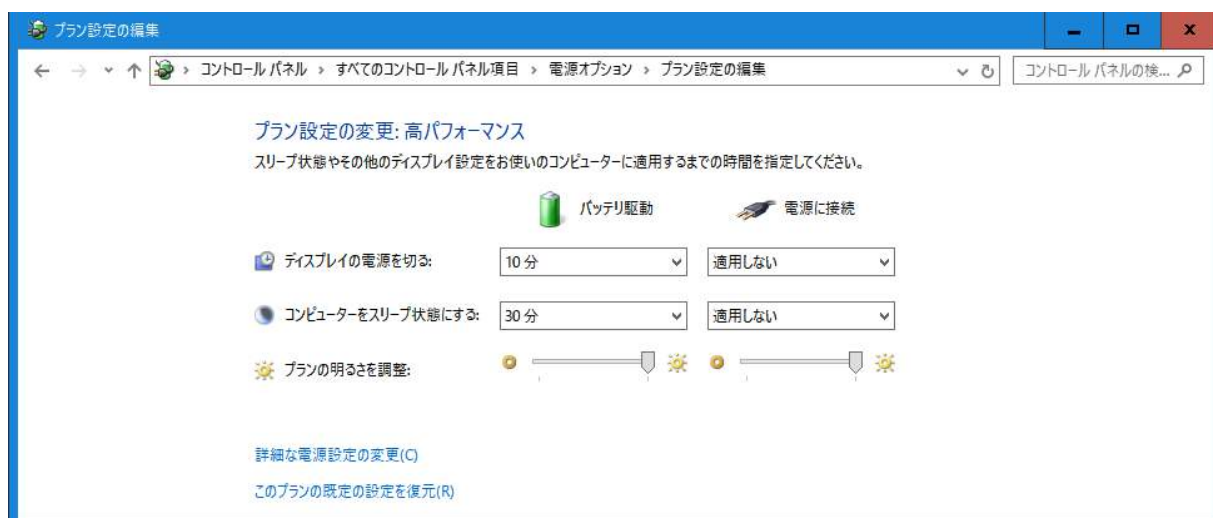 プラン設定の編集
コントロール パネル › すべてのコントロール パネル項目 › 電源オプション › プラン設定の編集
コントロール パネルの検...
プラン設定の変更: 高パフォーマンス
スリープ状態やその他のディスプレイ設定をお使いのコンピューターに適用するまでの時間を指定してください。
バッテリ駆動 電源に接続
ディスプレイの電源を切る: 10 分 適用しない
コンピューターをスリープ状態にする: 30 分 適用しない
プランの明るさを調整:
詳細な電源設定の変更(C)
このプランの既定の設定を復元(R)